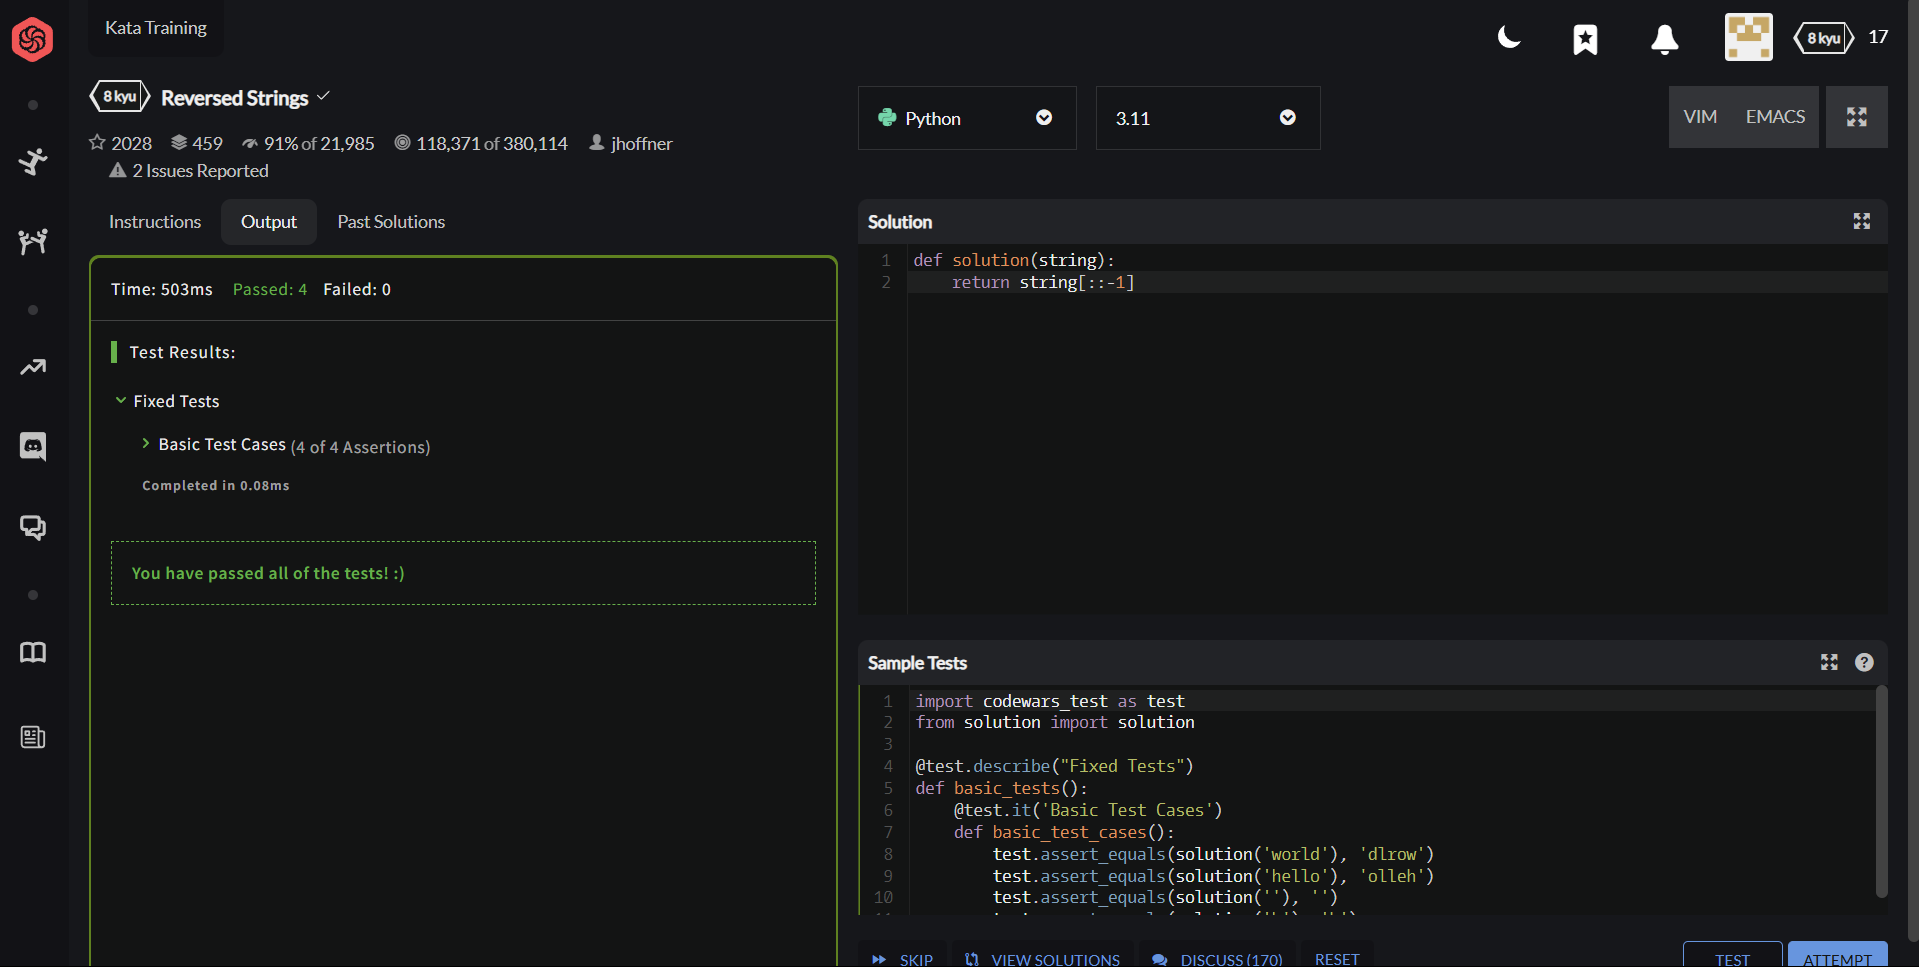 Kata Training
8 kyu
17
8 kyu Reversed Strings
2028 459 91% of 21,985 118,371 of 380,114 jhoffner
2 Issues Reported
Instructions Output Past Solutions
Time: 503ms Passed: 4 Failed: 0
Test Results:
Fixed Tests
Basic Test Cases (4 of 4 Assertions)
Completed in 0.08ms
You have passed all of the tests! :)
Python 3.11 VIM EMACS
Solution
1 def solution(string):
2     return string[::-1]
Sample Tests
1 import codewars_test as test
2 from solution import solution
3
4 @test.describe("Fixed Tests")
5 def basic_tests():
6     @test.it('Basic Test Cases')
7     def basic_test_cases():
8         test.assert_equals(solution('world'), 'dlrow')
9         test.assert_equals(solution('hello'), 'olleh')
10         test.assert_equals(solution(''), '')
SKIP VIEW SOLUTIONS DISCUSS (170) RESET TEST ATTEMPT